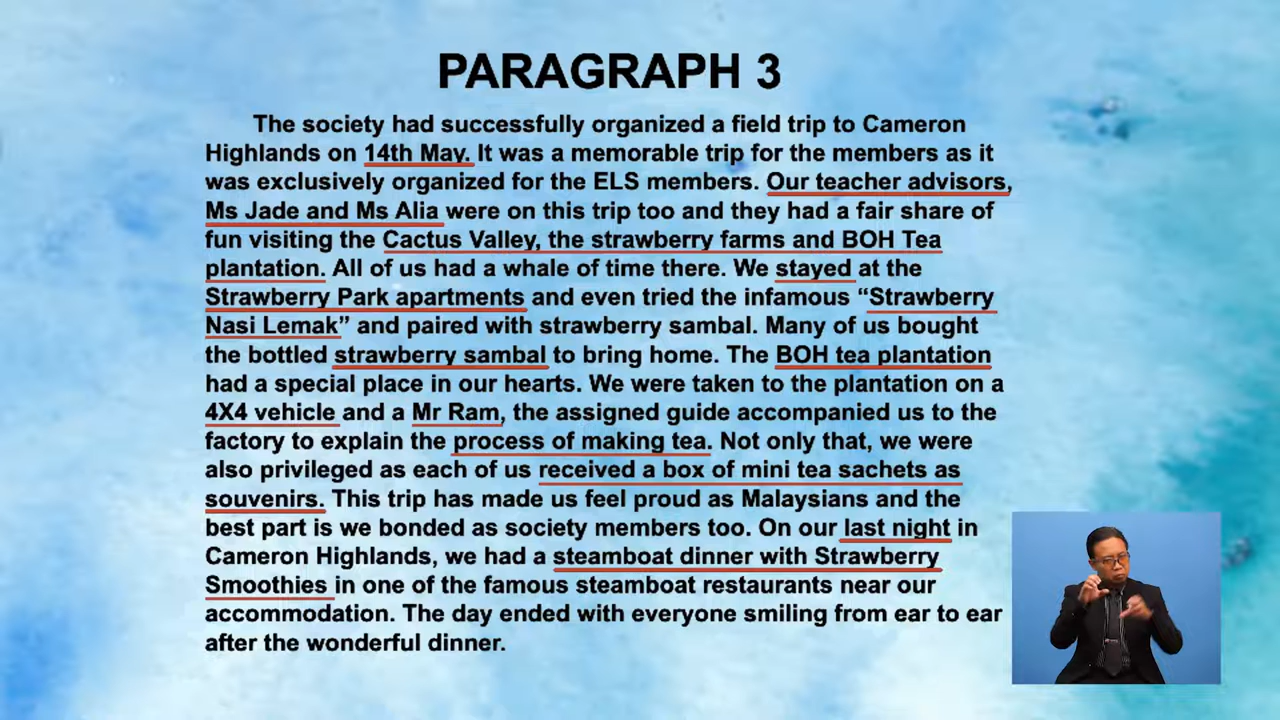 PARAGRAPH 3
The society had successfully organized a field trip to Cameron
Highlands on 14th May. It was a memorable trip for the members as it
was exclusively organized for the ELS members. Our teacher advisors,
Ms Jade and Ms Alia were on this trip too and they had a fair share of
fun visiting the Cactus Valley, the strawberry farms and BOH Tea
plantation. All of us had a whale of time there. We stayed at the
Strawberry Park apartments and even tried the infamous “Strawberry
Nasi Lemak” and paired with strawberry sambal. Many of us bought
the bottled strawberry sambal to bring home. The BOH tea plantation
had a special place in our hearts. We were taken to the plantation on a
4X4 vehicle and a Mr Ram, the assigned guide accompanied us to the
factory to explain the process of making tea. Not only that, we were
also privileged as each of us received a box of mini tea sachets as
souvenirs. This trip has made us feel proud as Malaysians and the
best part is we bonded as society members too. On our last night in
Cameron Highlands, we had a steamboat dinner with Strawberry
Smoothies in one of the famous steamboat restaurants near our
accommodation. The day ended with everyone smiling from ear to ear
after the wonderful dinner.